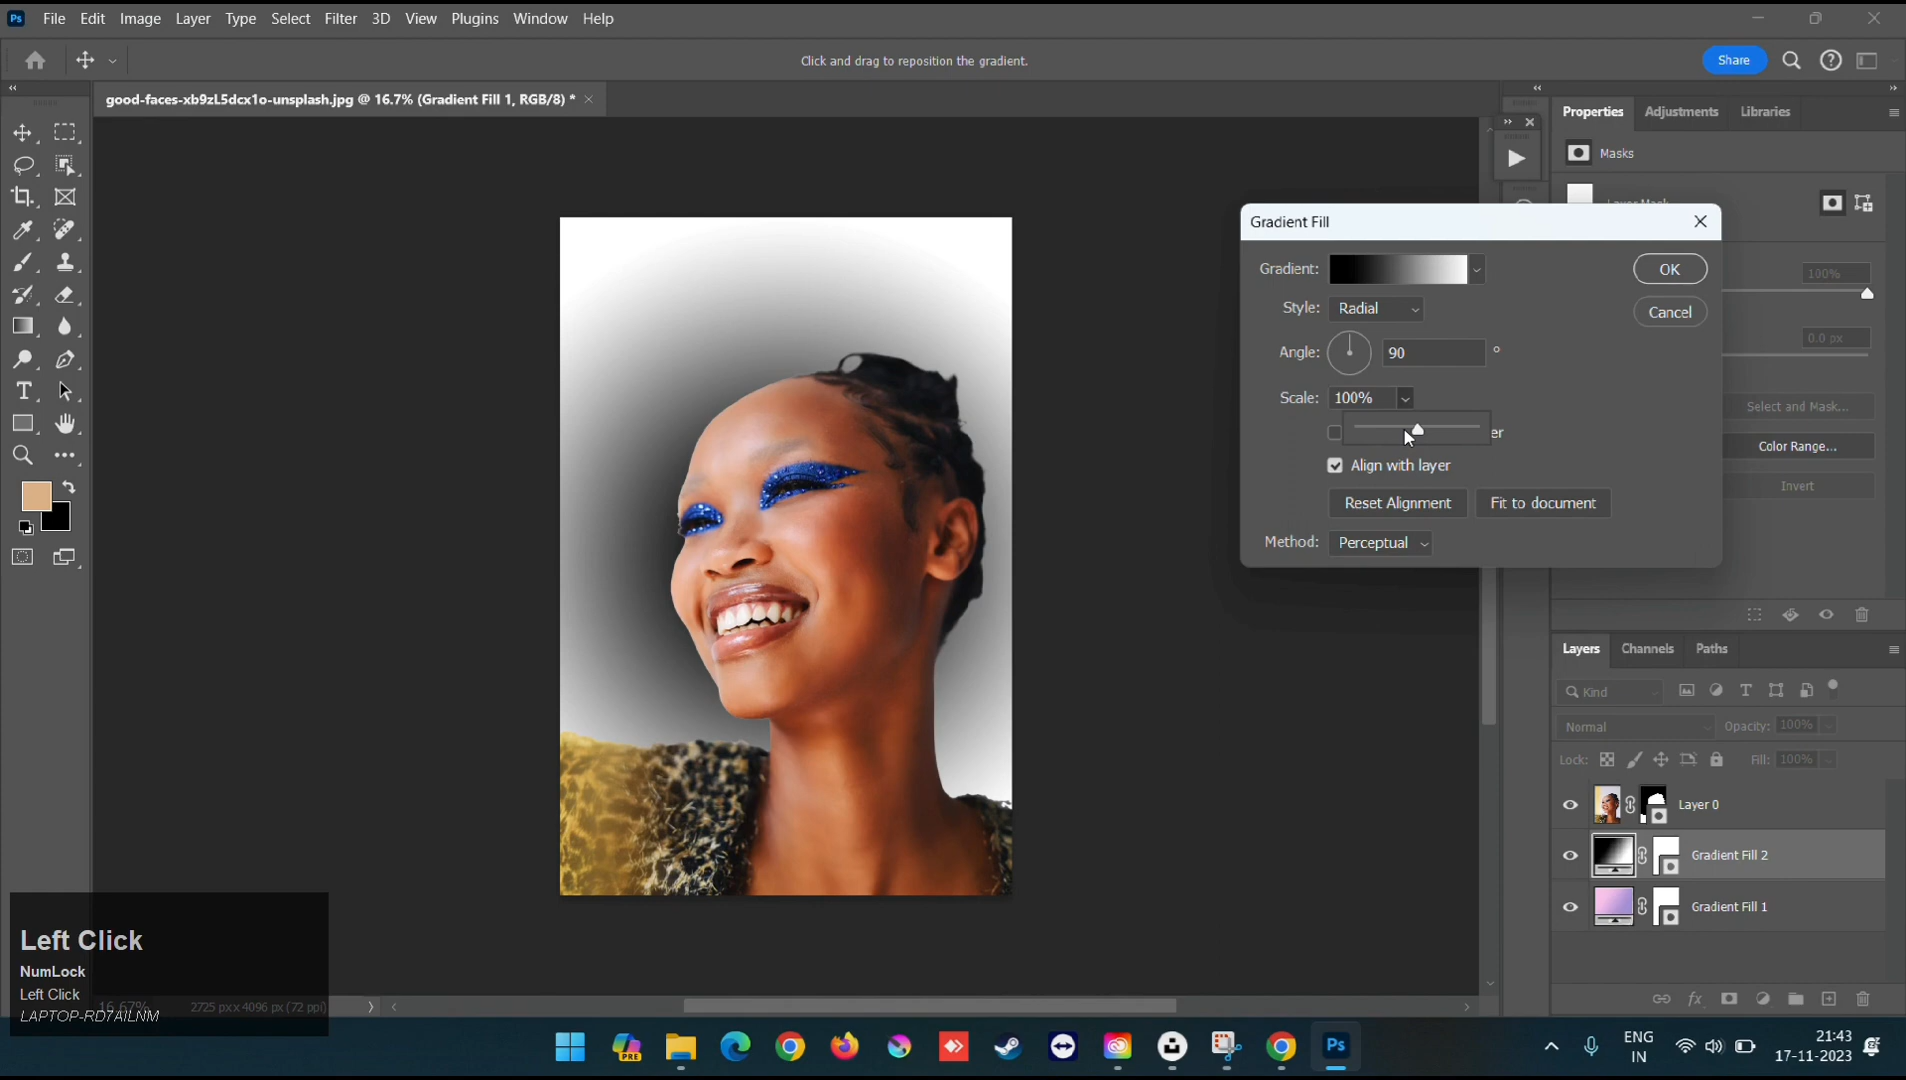 File Edit Image Layer Type Select Filter 3D View Plugins Window Help
Click and drag to reposition the gradient.
Share
good-faces-xb9zL5dcx1o-unsplash.jpg @ 16.7% (Gradient Fill 1, RGB/8) *
Properties Adjustments Libraries
Masks
Gradient Fill
Gradient:
OK
Style: Radial
Cancel
Angle: 90 °
Scale: 100%
er
Align with layer
Reset Alignment Fit to document
Method: Perceptual
100%
0.0 px
Select and Mask...
Color Range...
Invert
Layers Channels Paths
Kind
Normal Opacity: 100%
Lock: Fill: 100%
Layer 0
Gradient Fill 2
Gradient Fill 1
Left Click
NumLock
Left Click
LAPTOP-RD7AILNM
16.67% 2725 px x 4096 px (72 ppi)
PRE
Ps
ENG
IN
21:43
17-11-2023